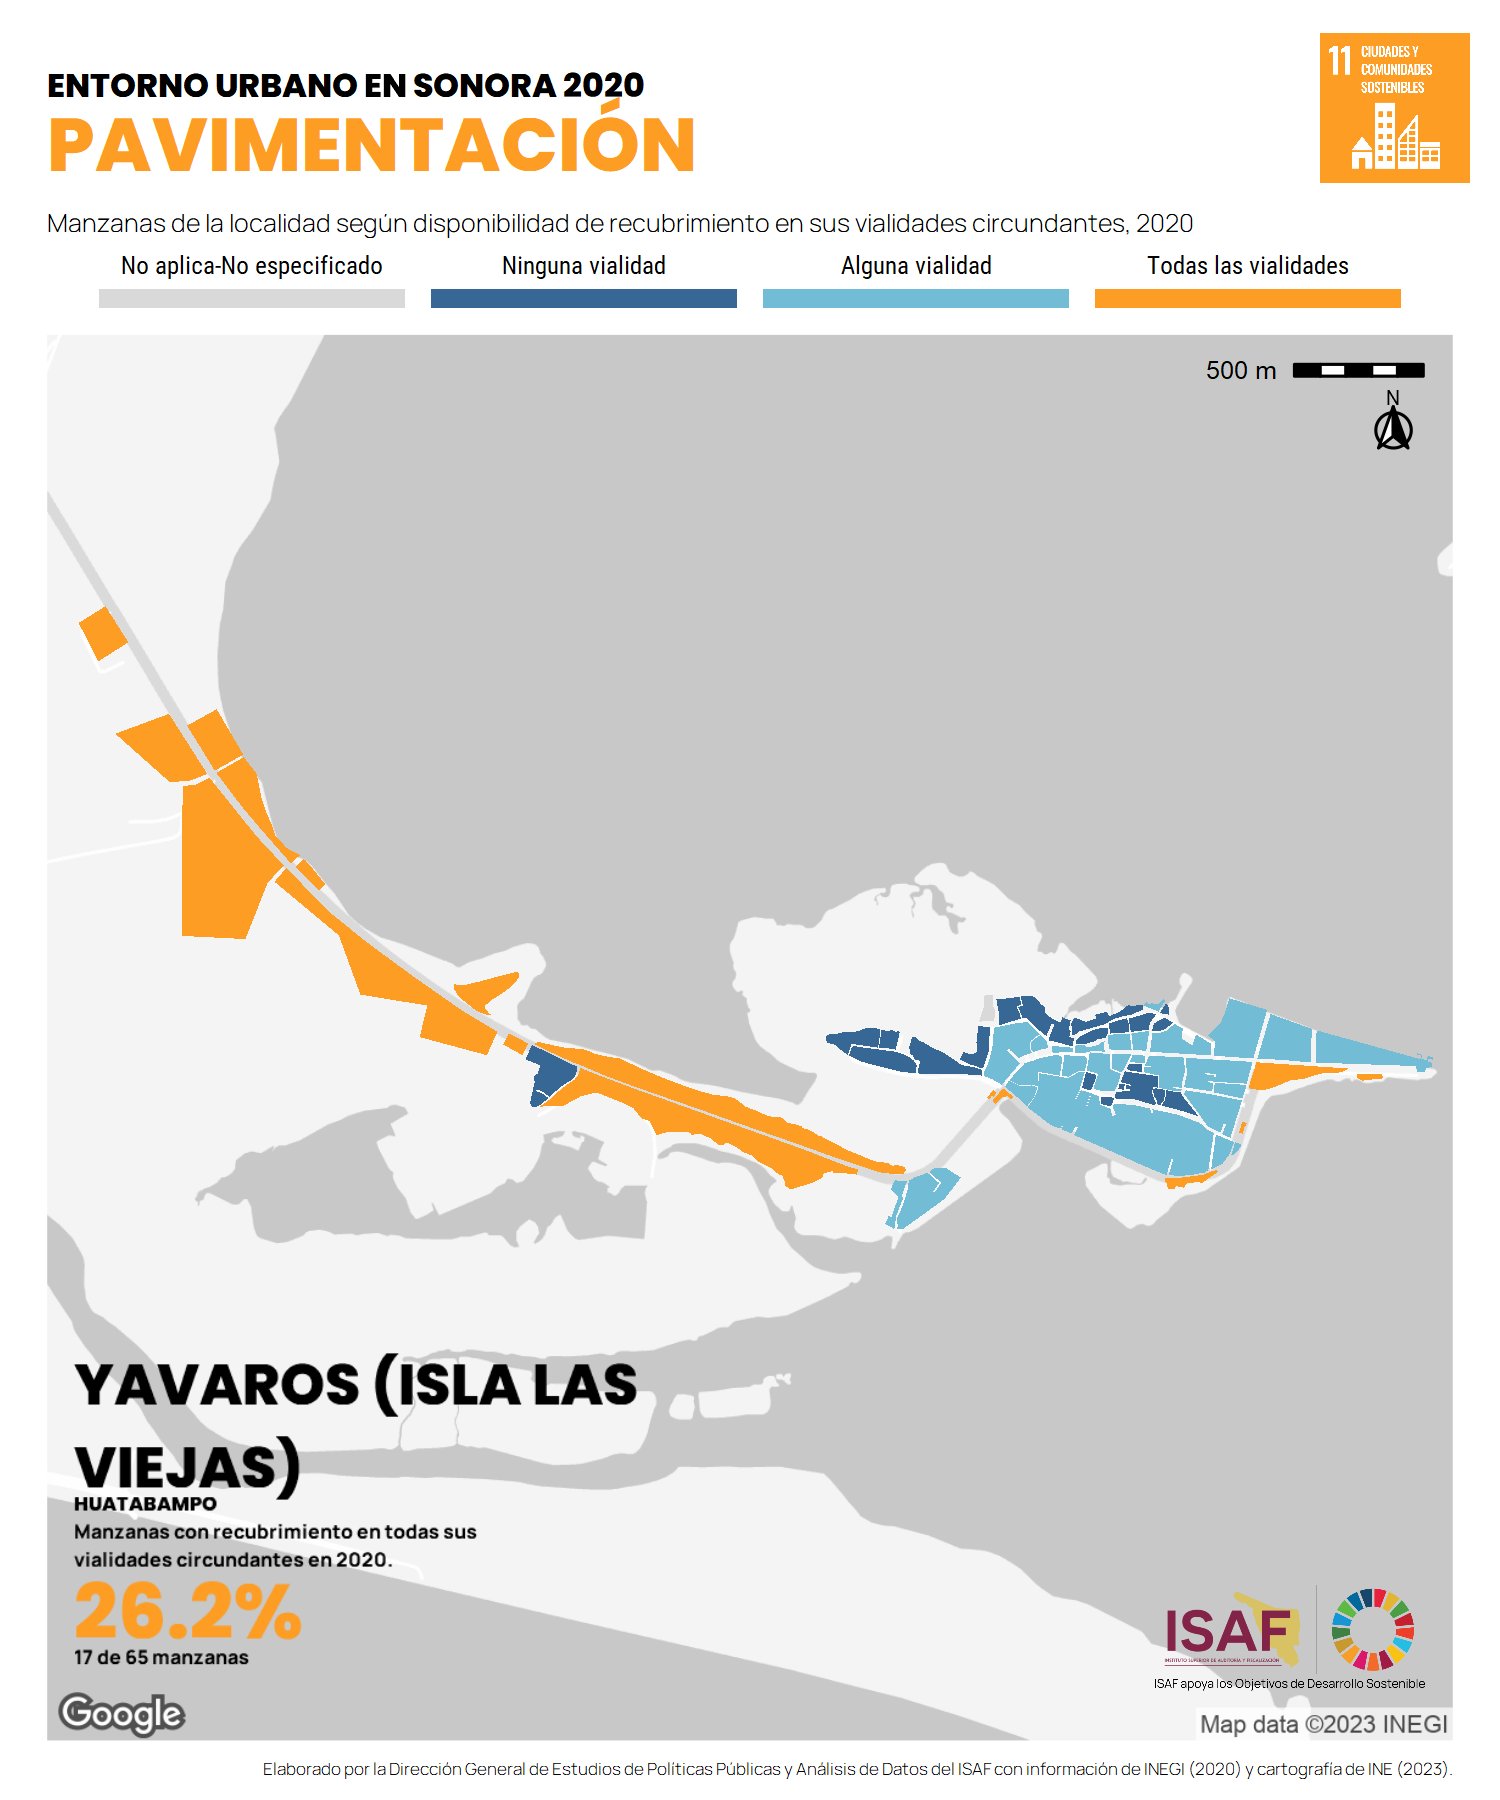 ENTORNO URBANO EN SONORA 2020
PAVIMENTACIÓN
11 CIUDADES Y
COMUNIDADES
SOSTENIBLES
Manzanas de la localidad según disponibilidad de recubrimiento en sus vialidades circundantes, 2020
No aplica-No especificado
Ninguna vialidad
Alguna vialidad
Todas las vialidades
500 m
N
YAVAROS (ISLA LAS
VIEJAS)
HUATABAMPO
Manzanas con recubrimiento en todas sus
vialidades circundantes en 2020.
26.2%
17 de 65 manzanas
Google
ISAF
INSTITUTO SUPERIOR DE AUDITORÍA Y FISCALIZACIÓN
ISAF apoya los Objetivos de Desarrollo Sostenible
Map data ©2023 INEGI
Elaborado por la Dirección General de Estudios de Políticas Públicas y Análisis de Datos del ISAF con información de INEGI (2020) y cartografía de INE (2023).